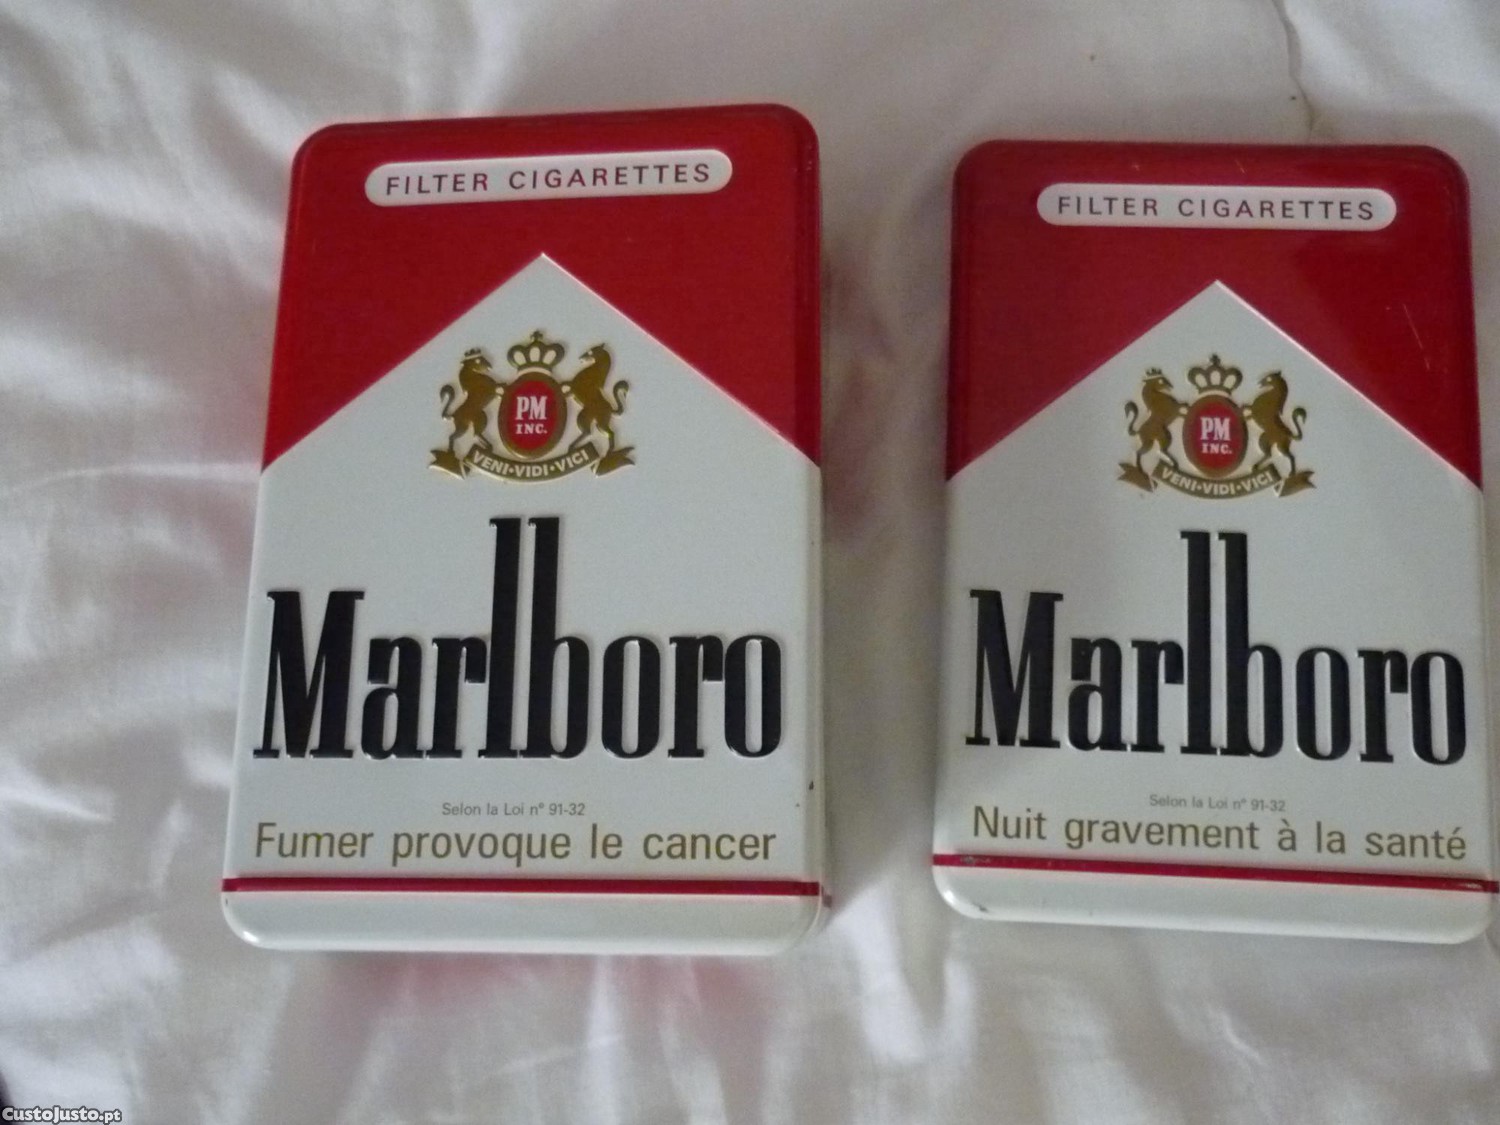 FILTER CIGARETTES
PM
INC.
VENI·VIDI·VICI
Marlboro
Selon la Loi n° 91-32
Fumer provoque le cancer
FILTER CIGARETTES
PM
INC.
VENI·VIDI·VICI
Marlboro
Selon la Loi n° 91-32
Nuit gravement à la santé
CustoJusto.pt